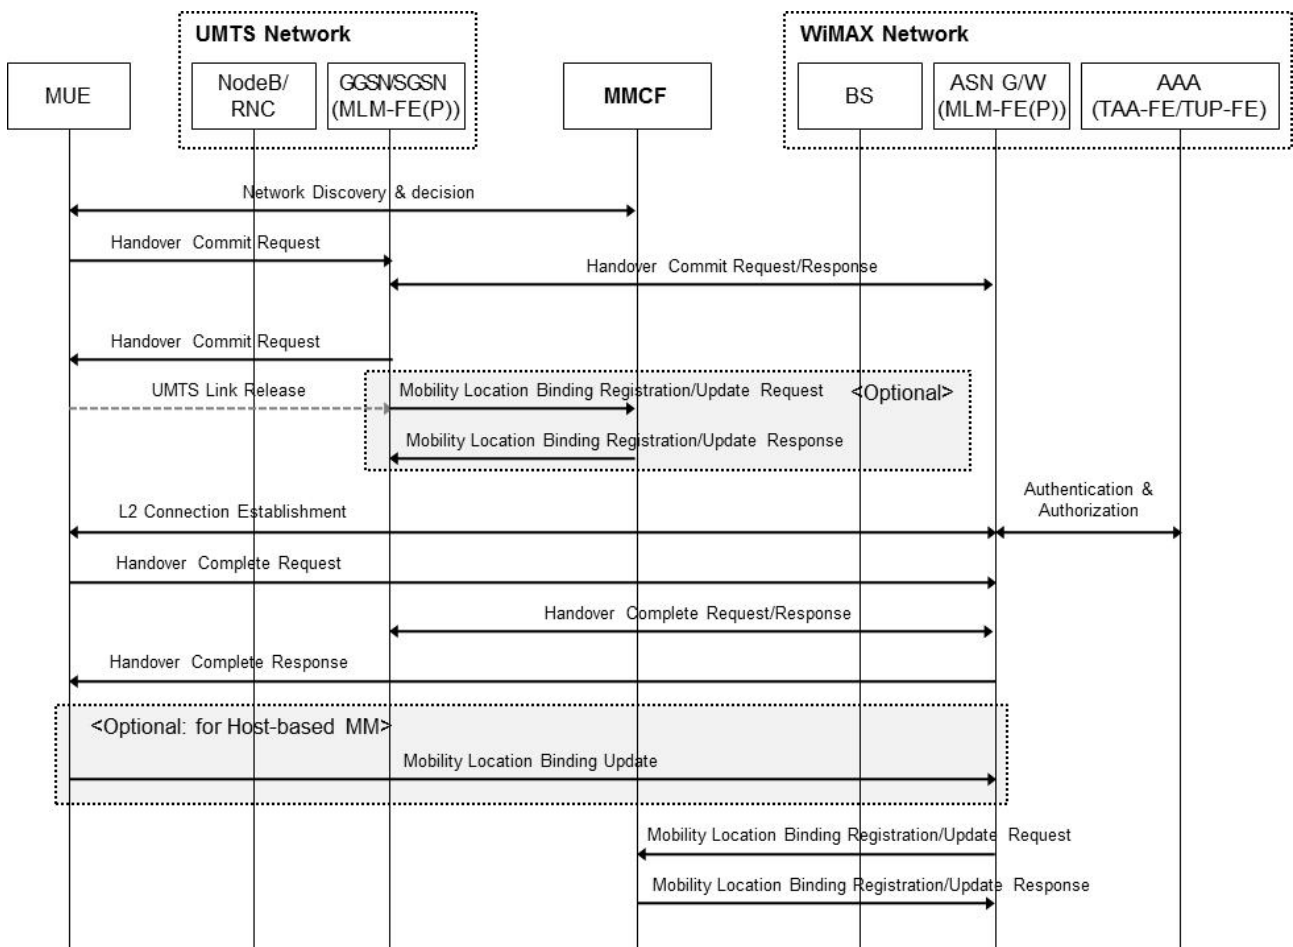 UMTS Network
WiMAX Network
MUE
NodeB/
RNC
GGSN/SGSN
(MLM-FE(P))
MMCF
BS
ASN G/W
(MLM-FE(P))
AAA
(TAA-FE/TUP-FE)
Network Discovery & decision
Handover Commit Request
Handover Commit Request/Response
Handover Commit Request
UMTS Link Release
Mobility Location Binding Registration/Update Request
<Optional>
Mobility Location Binding Registration/Update Response
Authentication &
Authorization
L2 Connection Establishment
Handover Complete Request
Handover Complete Request/Response
Handover Complete Response
<Optional: for Host-based MM>
Mobility Location Binding Update
Mobility Location Binding Registration/Update Request
Mobility Location Binding Registration/Update Response